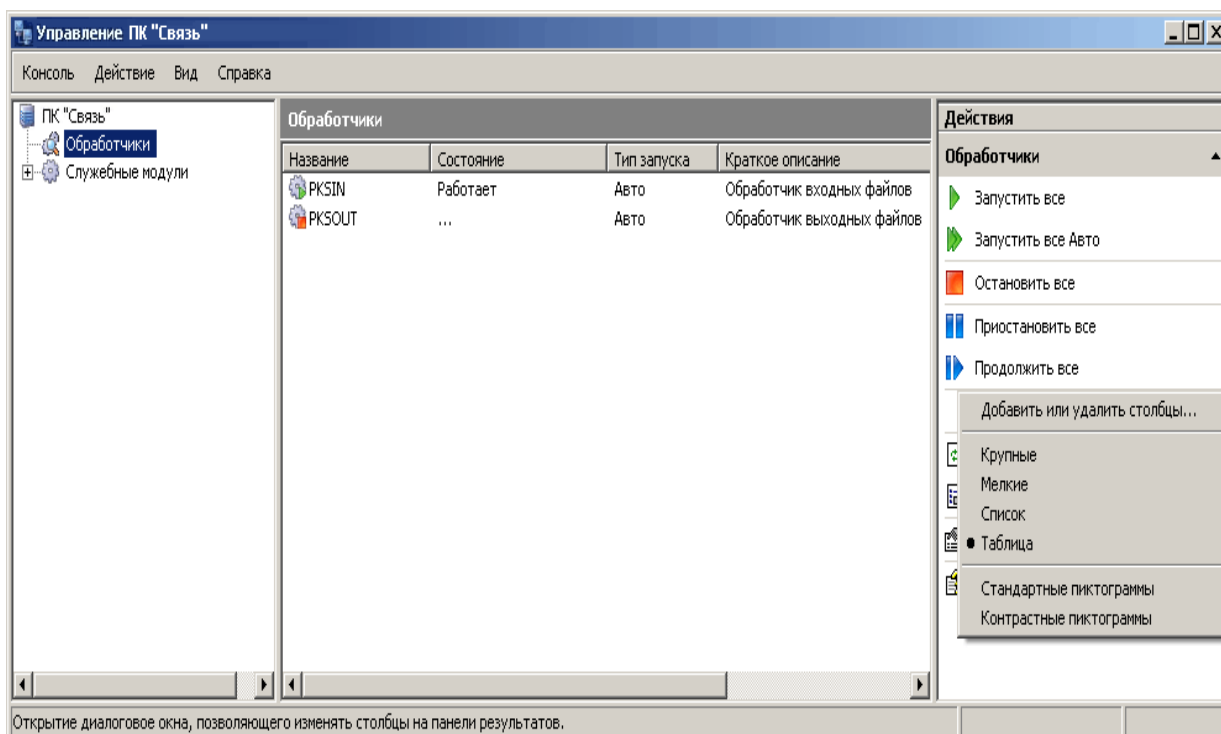 Управление ПК "Связь"
Консоль Действие Вид Справка
ПК "Связь"
Обработчики
Служебные модули
Обработчики
Название Состояние Тип запуска Краткое описание
PKSIN Работает Авто Обработчик входных файлов
PKSOUT ... Авто Обработчик выходных файлов
Действия
Обработчики
Запустить все
Запустить все Авто
Остановить все
Приостановить все
Продолжить все
Добавить или удалить столбцы...
Крупные
Мелкие
Список
Таблица
Стандартные пиктограммы
Контрастные пиктограммы
Открытие диалоговое окна, позволяющего изменять столбцы на панели результатов.